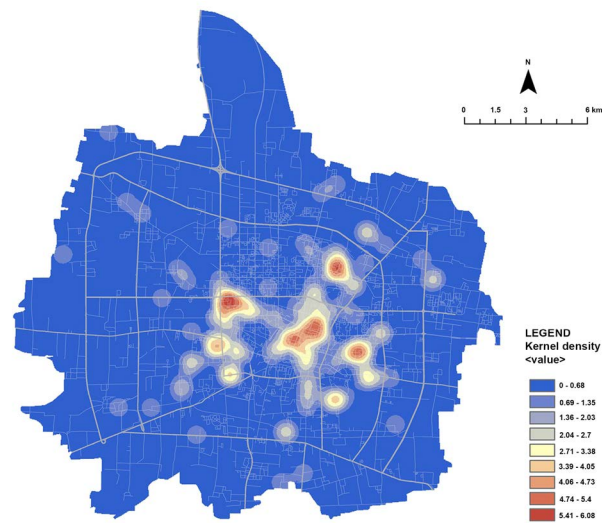 N
0 1.5 3 6 km
LEGEND
Kernel density
<value>
0 - 0.68
0.69 - 1.35
1.36 - 2.03
2.04 - 2.7
2.71 - 3.38
3.39 - 4.05
4.06 - 4.73
4.74 - 5.4
5.41 - 6.08